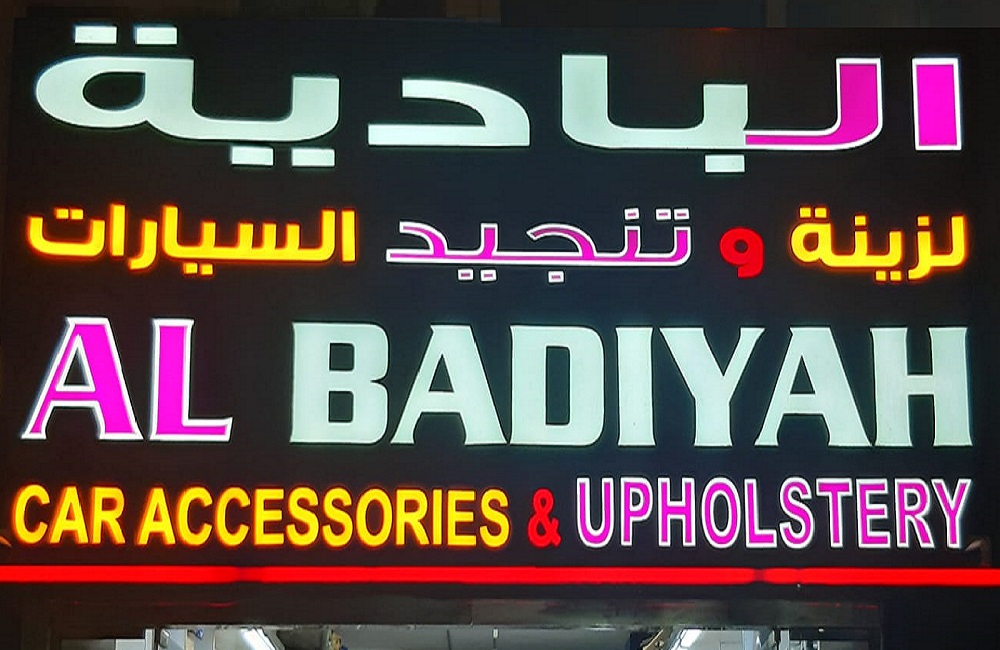 البادية
لزينة و تنجيد السيارات
AL BADIYAH
CAR ACCESSORIES & UPHOLSTERY